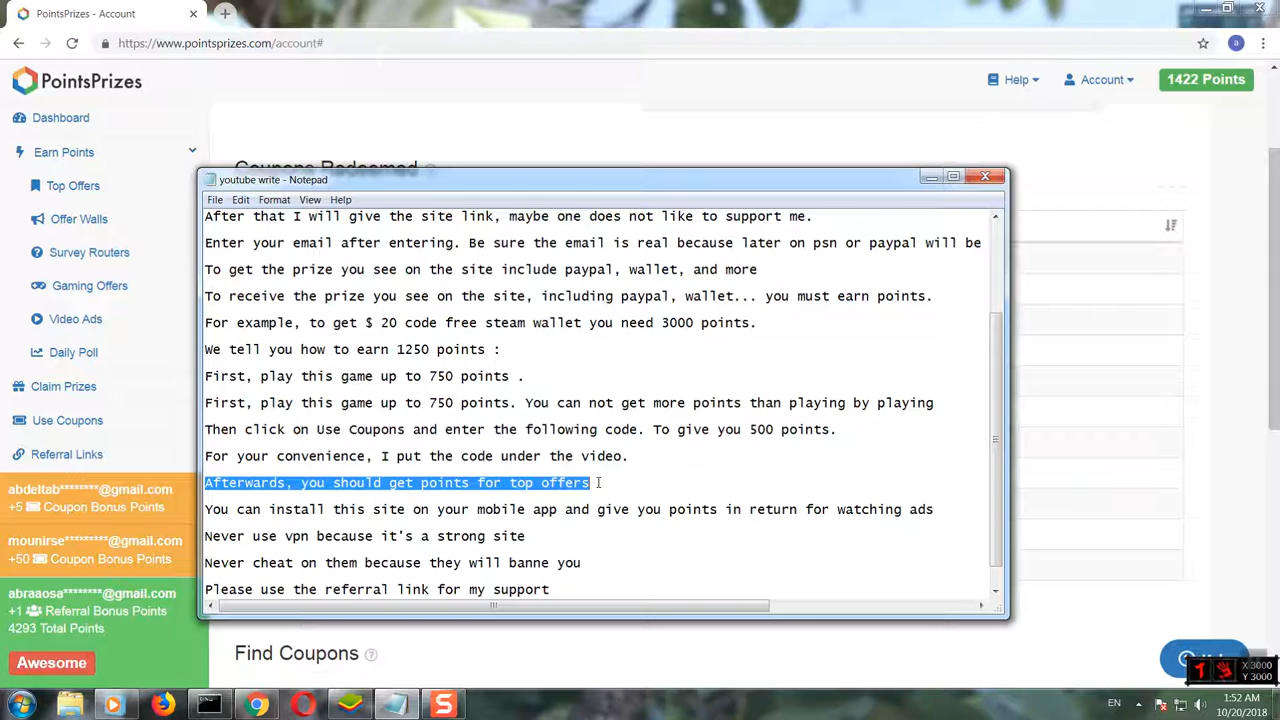 PointsPrizes - Account
https://www.pointsprizes.com/account#
a
PointsPrizes
Help
Account
1422 Points
Dashboard
Earn Points
Top Offers
Offer Walls
Survey Routers
Gaming Offers
Video Ads
Daily Poll
Claim Prizes
Use Coupons
Referral Links
abdeltab********@gmail.com
+5 Coupon Bonus Points
mounirse********@gmail.com
+50 Coupon Bonus Points
abraaosa********@gmail.com
+1 Referral Bonus Points
4293 Total Points
Awesome
Coupons Redeemed
youtube write - Notepad
File Edit Format View Help
After that I will give the site link, maybe one does not like to support me.
Enter your email after entering. Be sure the email is real because later on psn or paypal will be
To get the prize you see on the site include paypal, wallet, and more
To receive the prize you see on the site, including paypal, wallet... you must earn points.
For example, to get $ 20 code free steam wallet you need 3000 points.
We tell you how to earn 1250 points :
First, play this game up to 750 points .
First, play this game up to 750 points. You can not get more points than playing by playing
Then click on Use Coupons and enter the following code. To give you 500 points.
For your convenience, I put the code under the video.
Afterwards, you should get points for top offers
You can install this site on your mobile app and give you points in return for watching ads
Never use vpn because it's a strong site
Never cheat on them because they will banne you
Please use the referral link for my support
Find Coupons
X 3000
Y 3000
EN
1:52 AM
10/20/2018